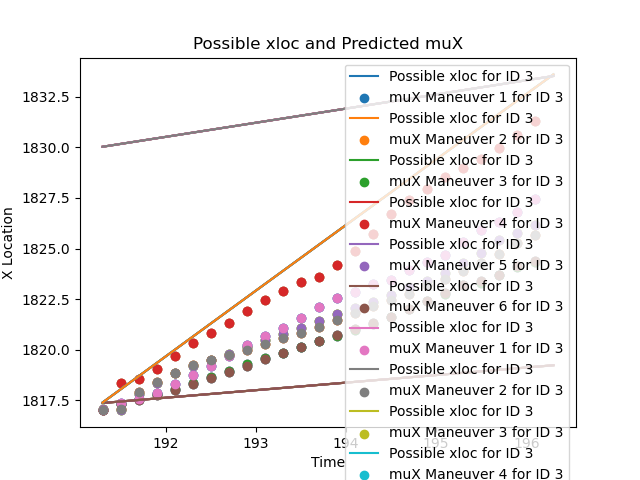 Possible xloc and Predicted muX
X Location
1832.5
1830.0
1827.5
1825.0
1822.5
1820.0
1817.5
192
193
194
195
196
Time
Possible xloc for ID 3
muX Maneuver 1 for ID 3
Possible xloc for ID 3
muX Maneuver 2 for ID 3
Possible xloc for ID 3
muX Maneuver 3 for ID 3
Possible xloc for ID 3
muX Maneuver 4 for ID 3
Possible xloc for ID 3
muX Maneuver 5 for ID 3
Possible xloc for ID 3
muX Maneuver 6 for ID 3
Possible xloc for ID 3
muX Maneuver 1 for ID 3
Possible xloc for ID 3
muX Maneuver 2 for ID 3
Possible xloc for ID 3
muX Maneuver 3 for ID 3
Possible xloc for ID 3
muX Maneuver 4 for ID 3